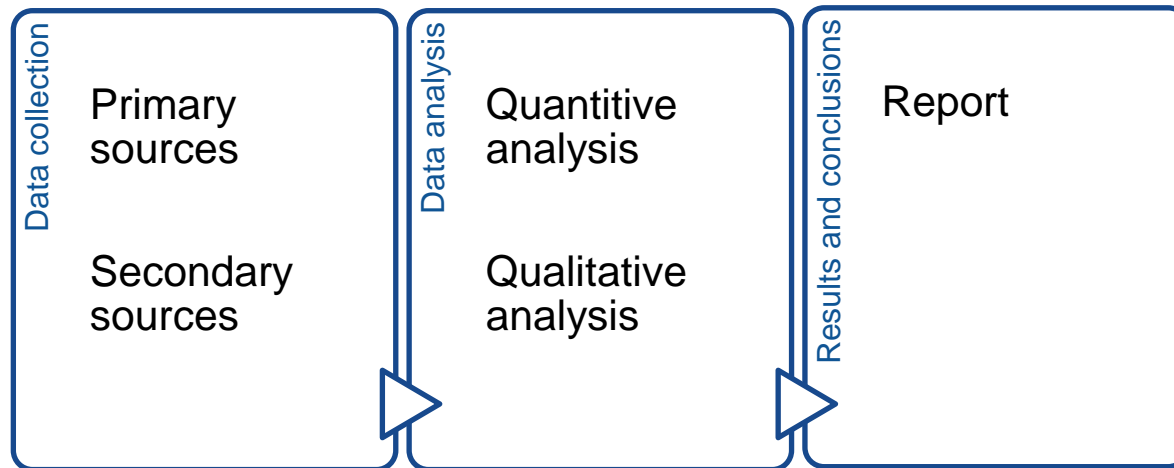 Data collection
Primary
sources
Secondary
sources
Data analysis
Quantitive
analysis
Qualitative
analysis
Results and conclusions
Report